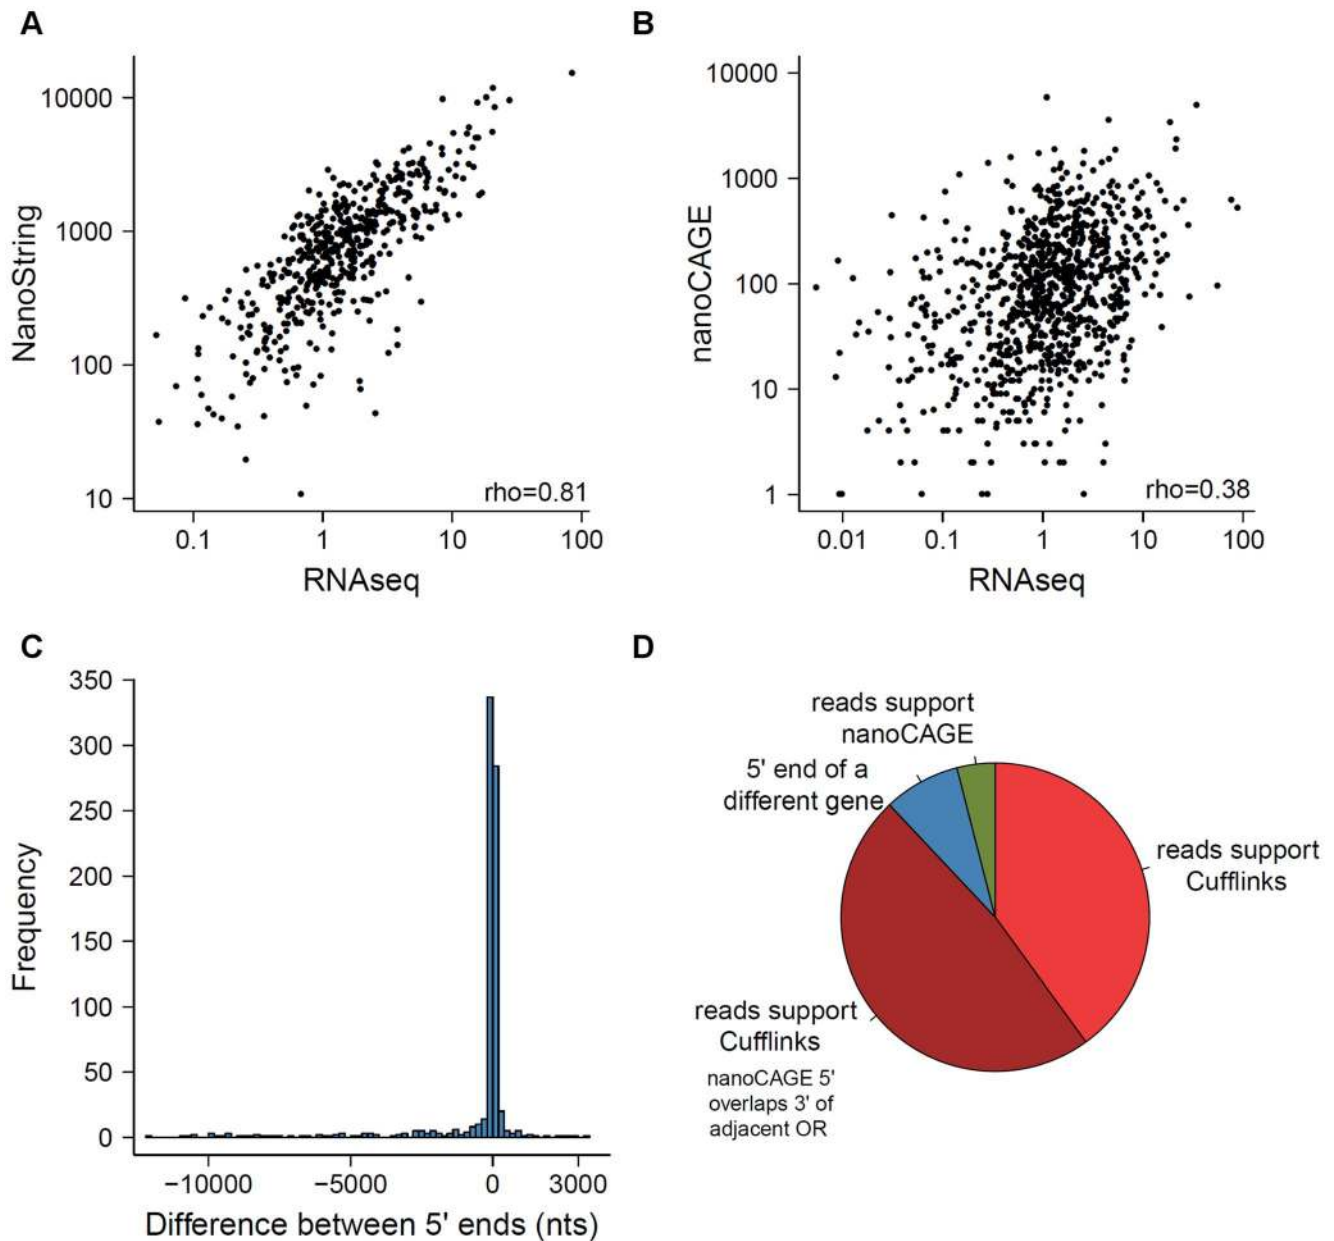 A
10000
1000
100
10
NanoString
rho=0.81
0.1 1 10 100
RNAseq
B
10000
1000
100
10
1
nanoCAGE
rho=0.38
0.01 0.1 1 10 100
RNAseq
C
350
300
250
200
150
100
50
0
Frequency
−10000 −5000 0 3000
Difference between 5' ends (nts)
D
reads support
nanoCAGE
5' end of a
different gene
reads support
Cufflinks
reads support
Cufflinks
nanoCAGE 5'
overlaps 3' of
adjacent OR